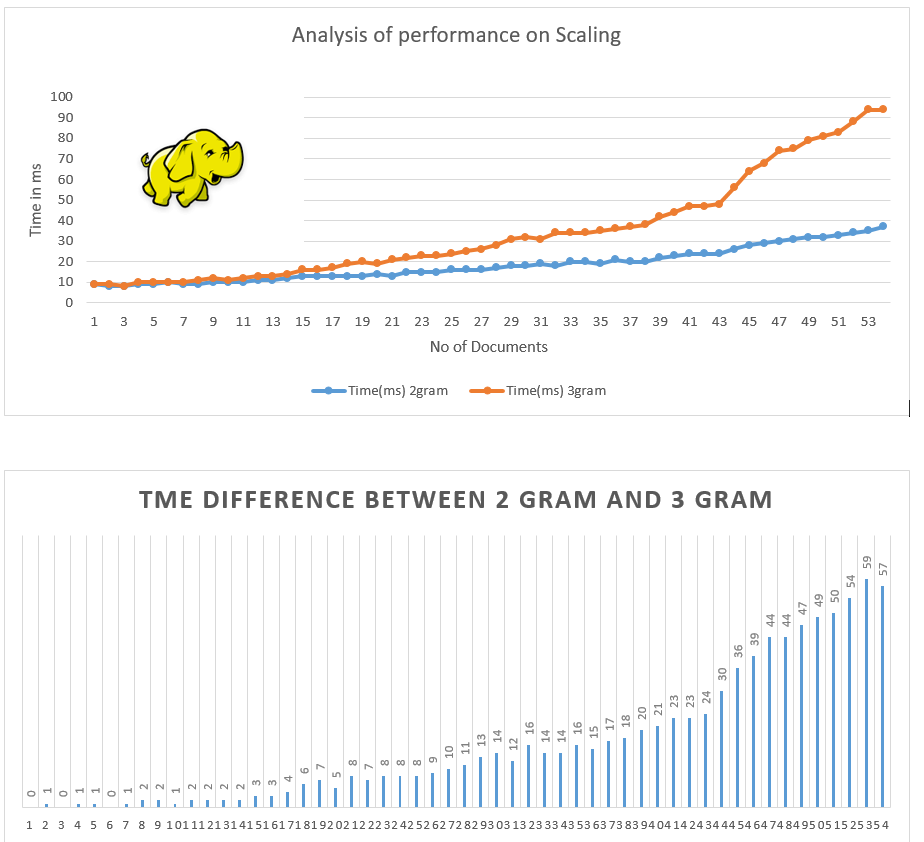 Analysis of performance on Scaling
100
90
80
70
60
50
40
30
20
10
0
Time in ms
1 3 5 7 9 11 13 15 17 19 21 23 25 27 29 31 33 35 37 39 41 43 45 47 49 51 53
No of Documents
Time(ms) 2gram Time(ms) 3gram
TME DIFFERENCE BETWEEN 2 GRAM AND 3 GRAM
0 1 0 1 1 0 1 2 2 1 2 2 2 2 3 3 4 6 7 5 8 7 8 8 8 9 10 11 13 14 12 16 14 14 16 15 17 18 20 21 23 23 24 30 36 39 44 44 47 49 50 54 59 57
1 2 3 4 5 6 7 8 9 10 11 12 13 14 15 16 17 18 19 20 21 22 23 24 25 26 27 28 29 30 31 32 33 34 35 36 37 38 39 40 41 42 43 44 45 46 47 48 49 50 51 52 53 54